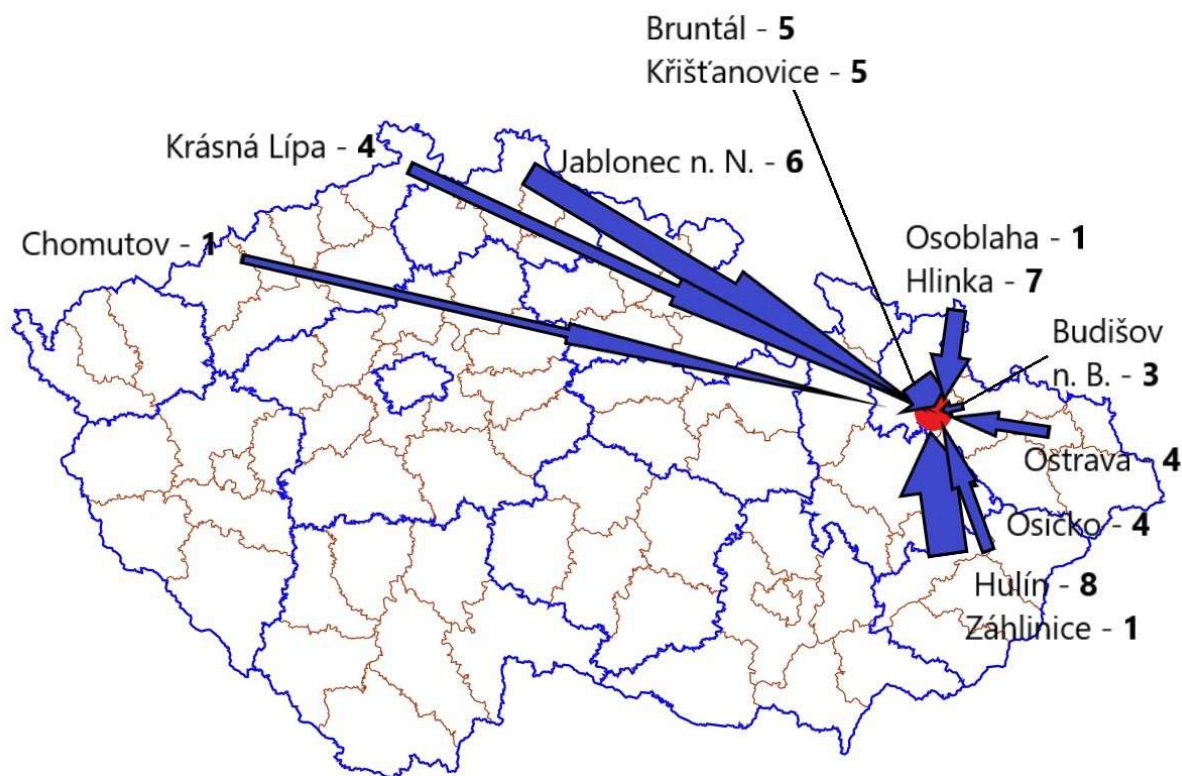 Bruntál - 5
Křišťanovice - 5
Krásná Lípa - 4
Jablonec n. N. - 6
Chomutov - 1
Osoblaha - 1
Hlinka - 7
Budišov
n. B. - 3
Ostrava - 4
Osíčko - 4
Hulín - 8
Záhlinice - 1